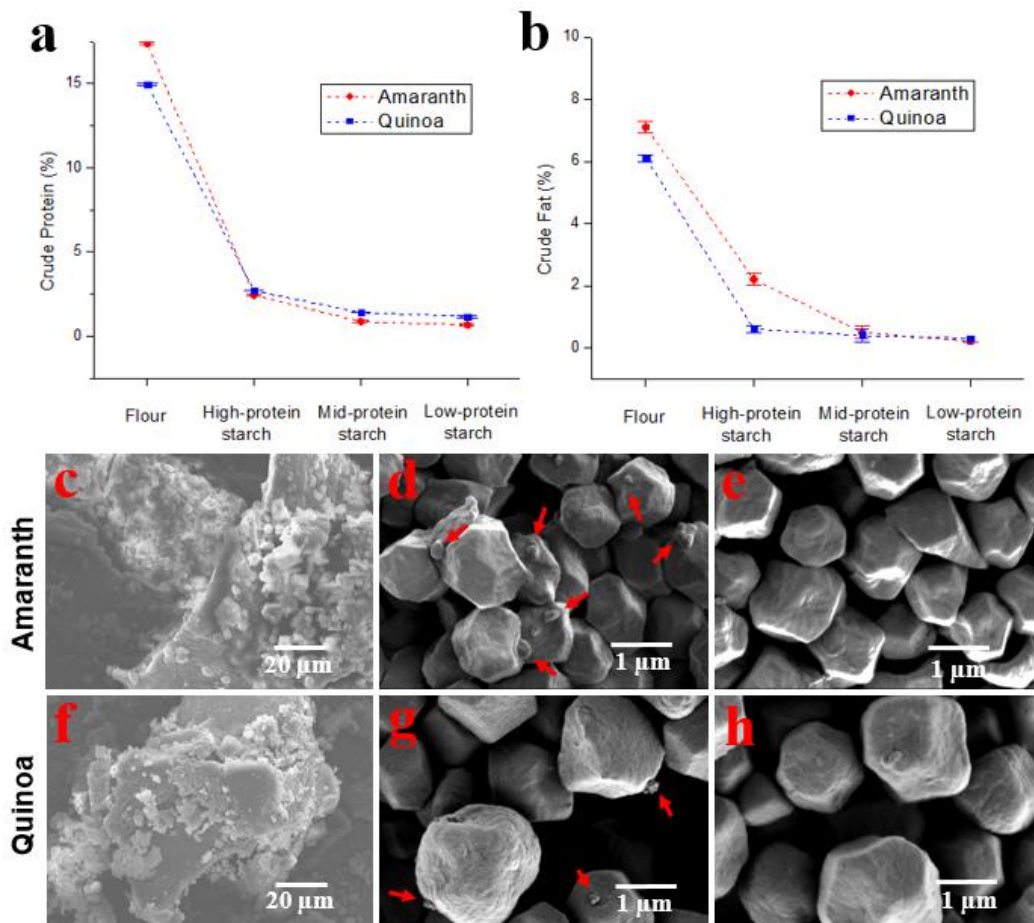 a
Crude Protein (%)
15
10
5
0
Amaranth
Quinoa
Flour
High-protein
starch
Mid-protein
starch
Low-protein
starch
b
Crude Fat (%)
10
8
6
4
2
0
Amaranth
Quinoa
Flour
High-protein
starch
Mid-protein
starch
Low-protein
starch
Amaranth
c
20 µm
d
1 µm
e
1 µm
Quinoa
f
20 µm
g
1 µm
h
1 µm